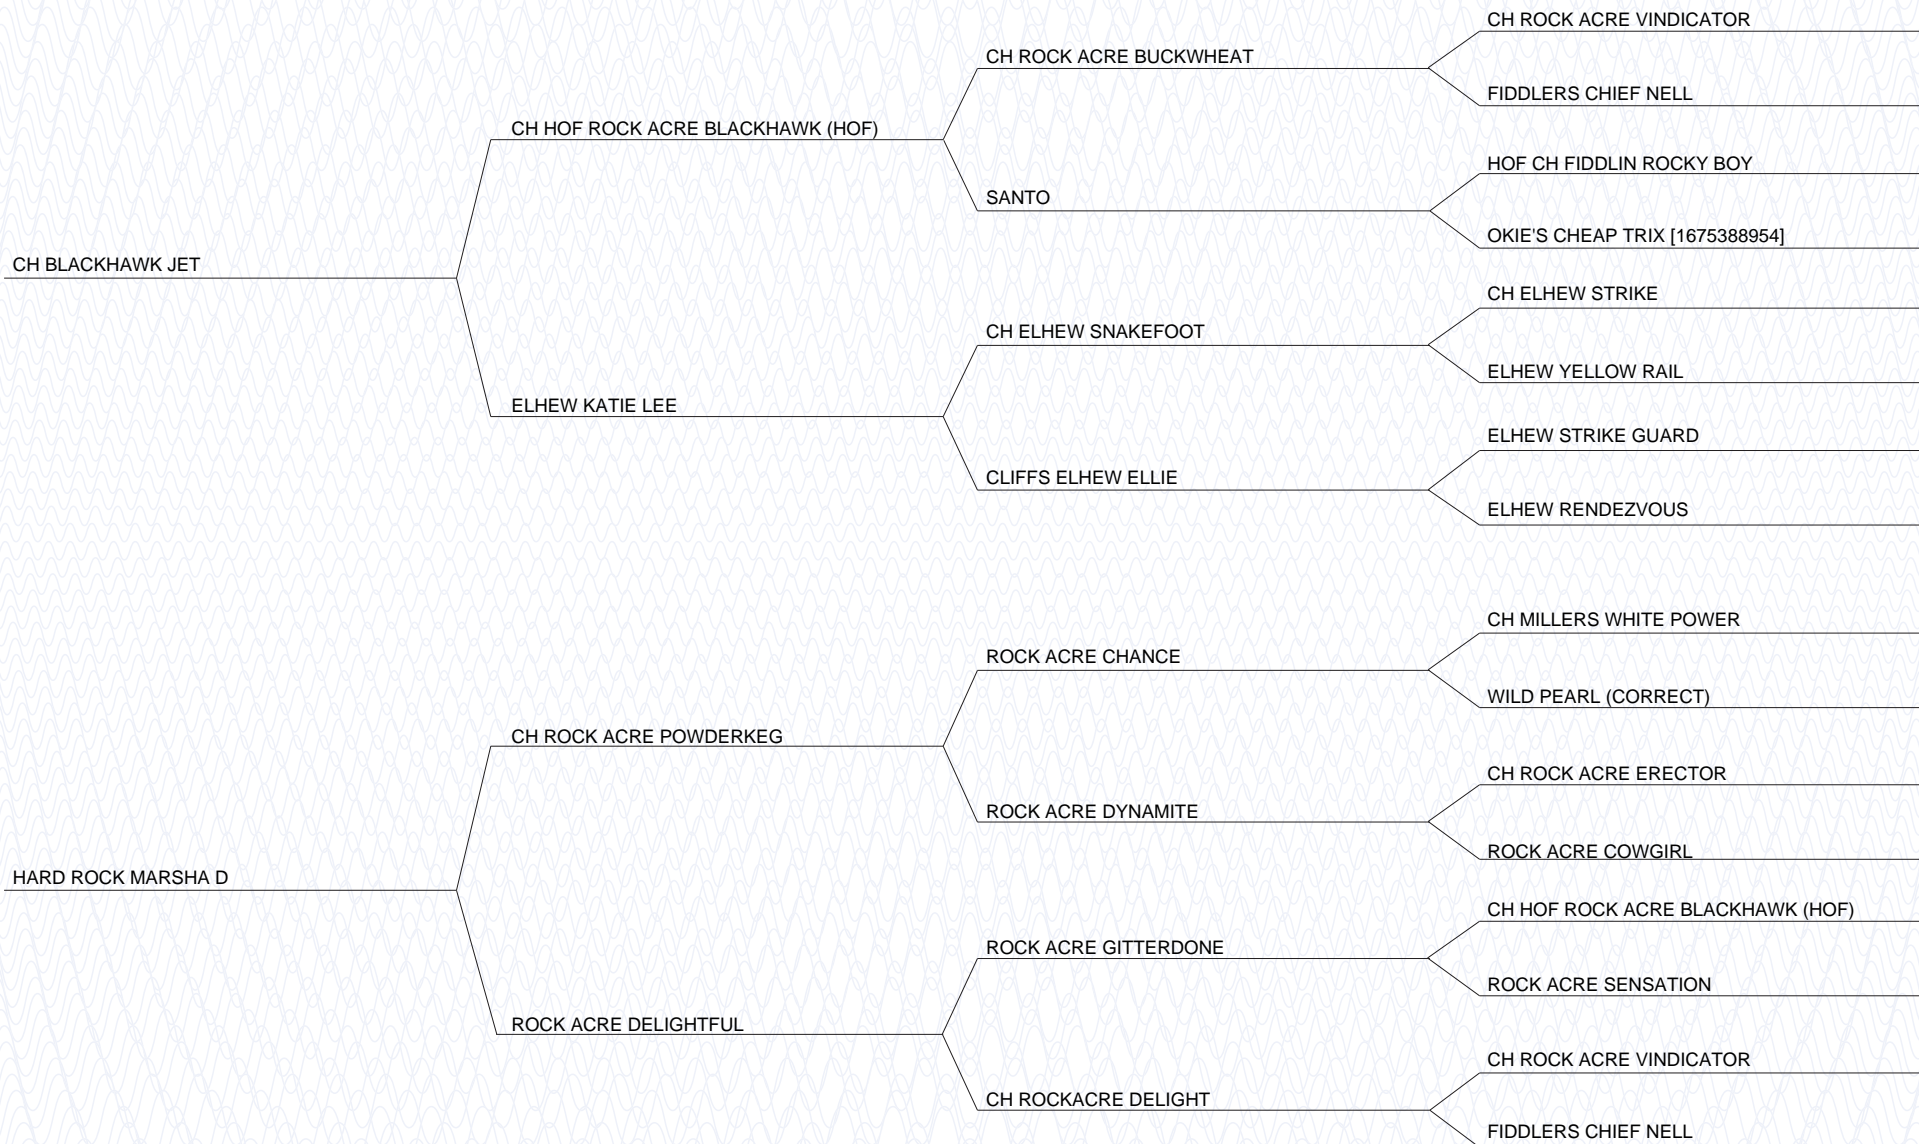 CH BLACKHAWK JET
CH HOF ROCK ACRE BLACKHAWK (HOF)
CH ROCK ACRE BUCKWHEAT
CH ROCK ACRE VINDICATOR
FIDDLERS CHIEF NELL
SANTO
HOF CH FIDDLIN ROCKY BOY
OKIE'S CHEAP TRIX [1675388954]
ELHEW KATIE LEE
CH ELHEW SNAKEFOOT
CH ELHEW STRIKE
ELHEW YELLOW RAIL
CLIFFS ELHEW ELLIE
ELHEW STRIKE GUARD
ELHEW RENDEZVOUS
HARD ROCK MARSHA D
CH ROCK ACRE POWDERKEG
ROCK ACRE CHANCE
CH MILLERS WHITE POWER
WILD PEARL (CORRECT)
ROCK ACRE DYNAMITE
CH ROCK ACRE ERECTOR
ROCK ACRE COWGIRL
ROCK ACRE DELIGHTFUL
ROCK ACRE GITTERDONE
CH HOF ROCK ACRE BLACKHAWK (HOF)
ROCK ACRE SENSATION
CH ROCKACRE DELIGHT
CH ROCK ACRE VINDICATOR
FIDDLERS CHIEF NELL